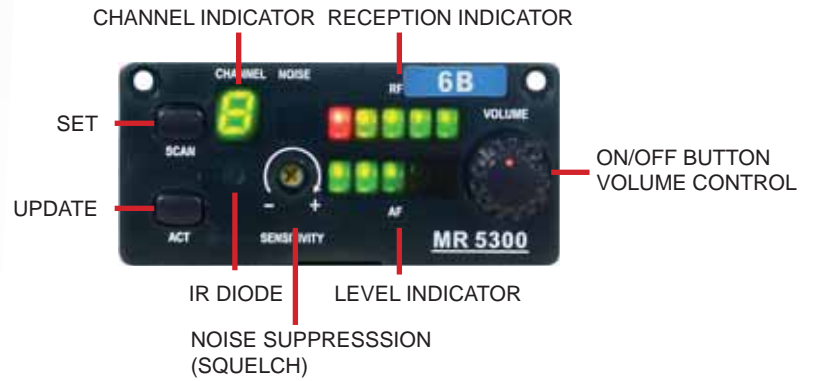 CHANNEL INDICATOR RECEPTION INDICATOR
CHANNEL NOISE
RF
6B
8
VOLUME
SET
SCAN
ON/OFF BUTTON
VOLUME CONTROL
UPDATE
ACT
- +
SENSITIVITY
AF
MR 5300
IR DIODE
LEVEL INDICATOR
NOISE SUPPRESSSION
(SQUELCH)